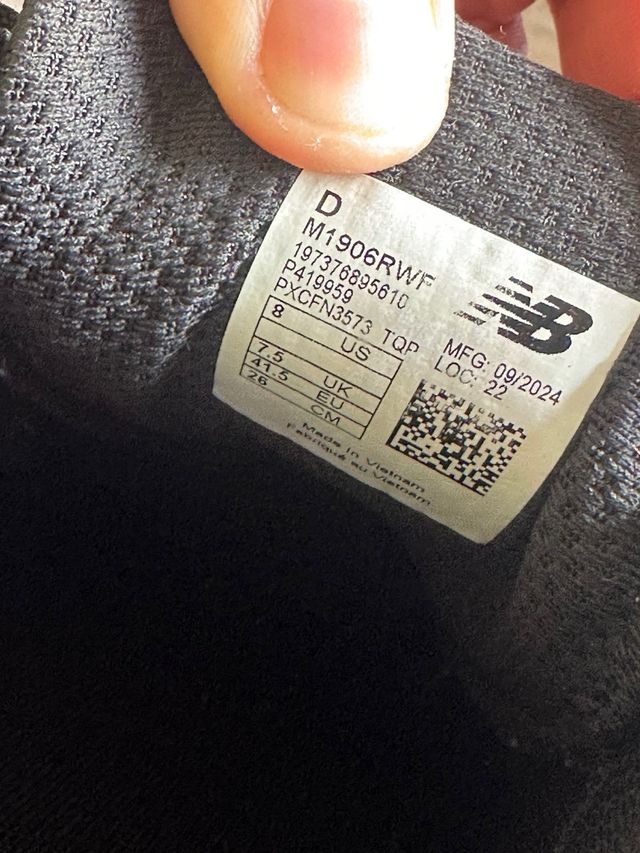 D
M1906RWF
197376895610
P419959
PXCFN3573 TQP
8 US
7.5 UK
41.5 EU
26 CM
NB
MFG: 09/2024
LOC: 22
Made in Vietnam
Fabriqué au Vietnam